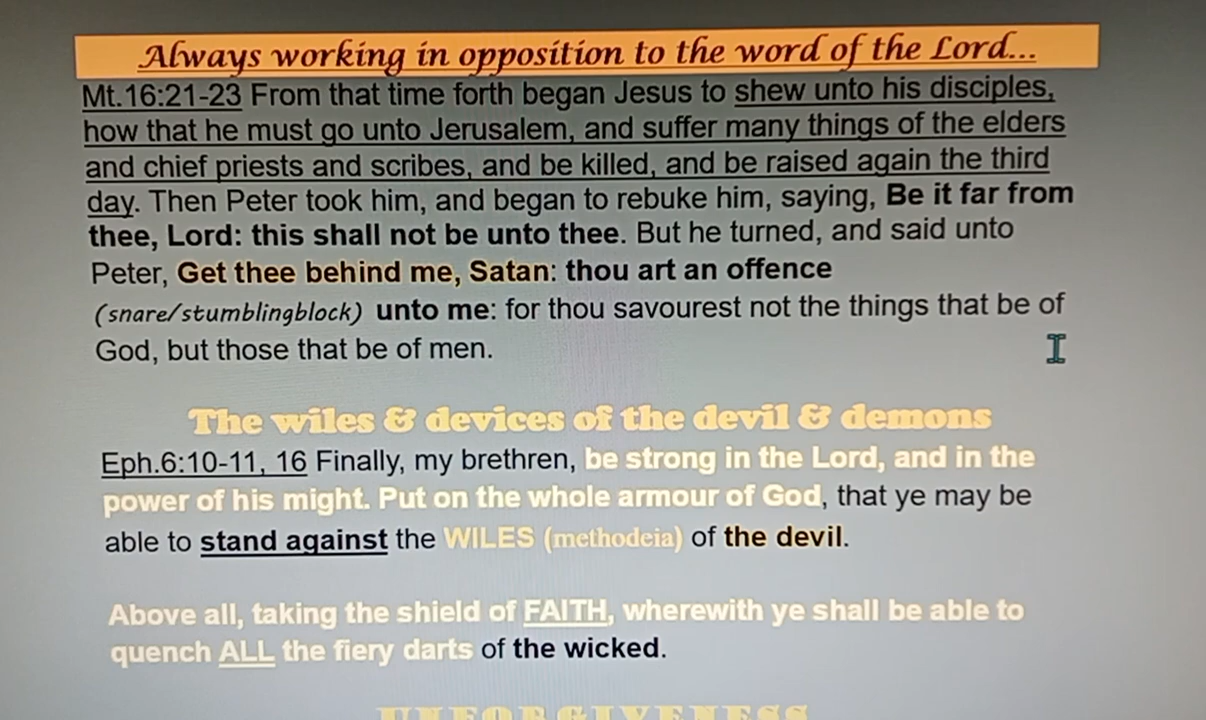 Always working in opposition to the word of the Lord...
Mt.16:21-23 From that time forth began Jesus to shew unto his disciples,
how that he must go unto Jerusalem, and suffer many things of the elders
and chief priests and scribes, and be killed, and be raised again the third
day. Then Peter took him, and began to rebuke him, saying, Be it far from
thee, Lord: this shall not be unto thee. But he turned, and said unto
Peter, Get thee behind me, Satan: thou art an offence
(snare/stumblingblock) unto me: for thou savourest not the things that be of
God, but those that be of men.
The wiles & devices of the devil & demons
Eph.6:10-11, 16 Finally, my brethren, be strong in the Lord, and in the
power of his might. Put on the whole armour of God, that ye may be
able to stand against the WILES (methodeia) of the devil.
Above all, taking the shield of FAITH, wherewith ye shall be able to
quench ALL the fiery darts of the wicked.
UNFORGIVENESS